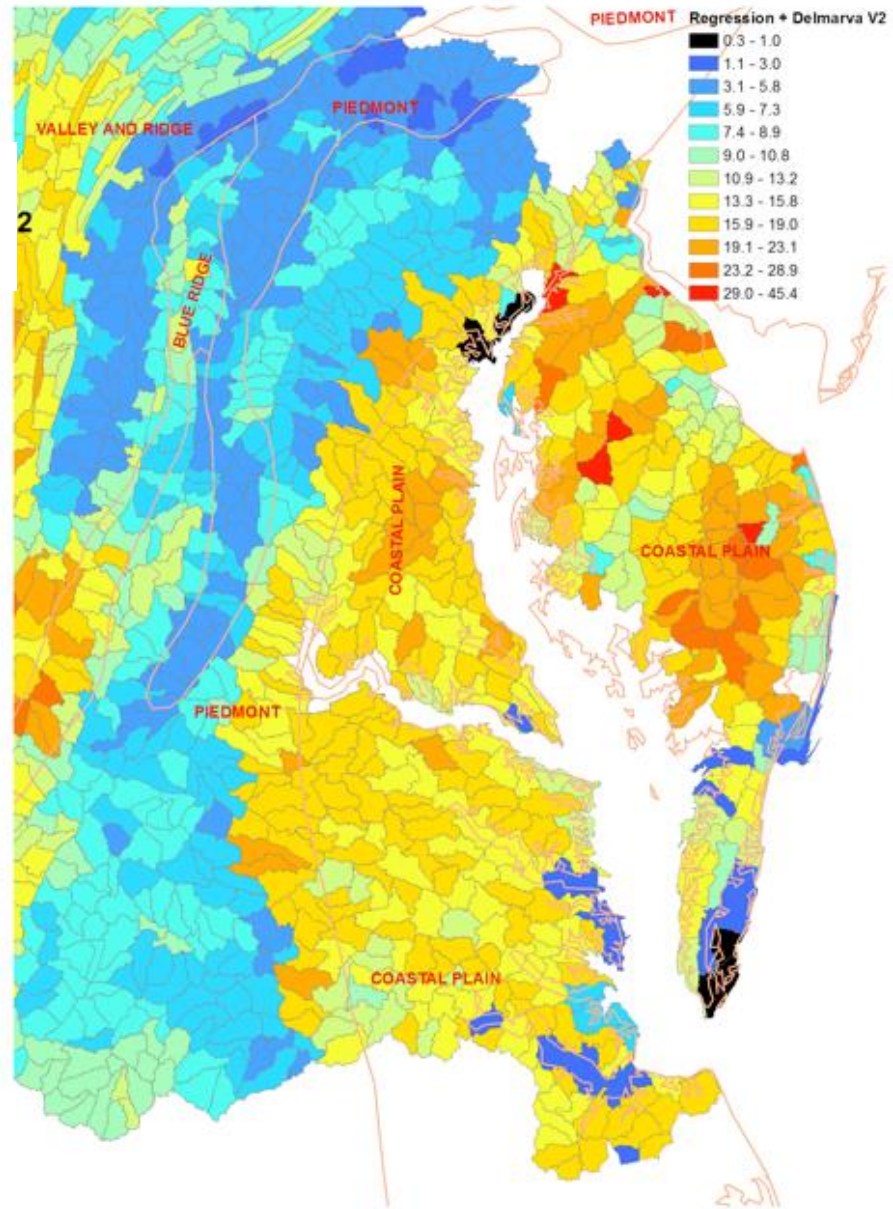 PIEDMONT
Regression + Delmarva V2
0.3 - 1.0
1.1 - 3.0
3.1 - 5.8
5.9 - 7.3
7.4 - 8.9
9.0 - 10.8
10.9 - 13.2
13.3 - 15.8
15.9 - 19.0
19.1 - 23.1
23.2 - 28.9
29.0 - 45.4
PIEDMONT
VALLEY AND RIDGE
2
BLUE RIDGE
COASTAL PLAIN
COASTAL PLAIN
PIEDMONT
COASTAL PLAIN